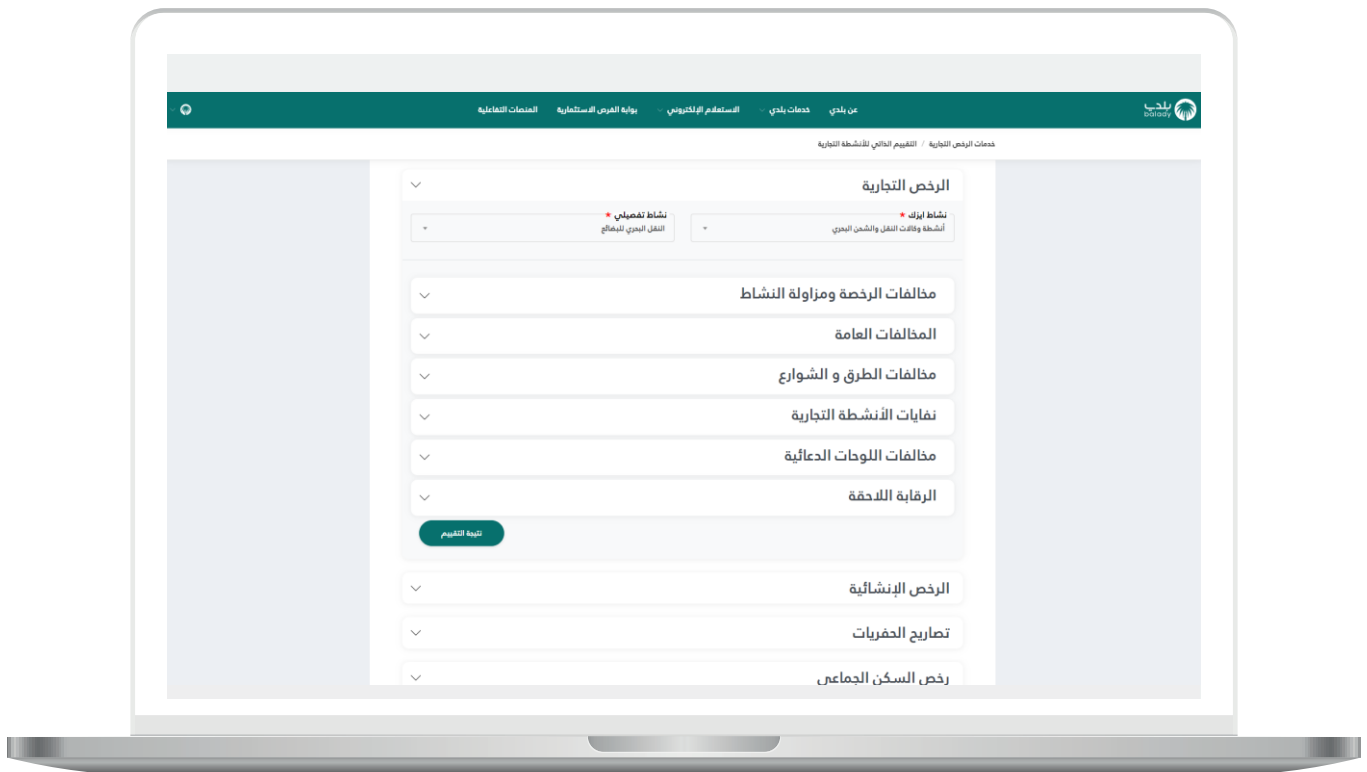 بلدي
balady
عن بلدي
خدمات بلدي
الاستعلام الإلكتروني
بوابة الفرص الاستثمارية
المنصات التفاعلية
خدمات الرخص التجارية / التقييم الذاتي للأنشطة التجارية
الرخص التجارية
نشاط ايزك *
أنشطة وكالات النقل والشحن البحري
نشاط تفصيلي *
النقل البحري للبضائع
مخالفات الرخصة ومزاولة النشاط
المخالفات العامة
مخالفات الطرق و الشوارع
نفايات الأنشطة التجارية
مخالفات اللوحات الدعائية
الرقابة اللاحقة
نتيجة التقييم
الرخص الإنشائية
تصاريح الحفريات
رخص السكن الجماعي